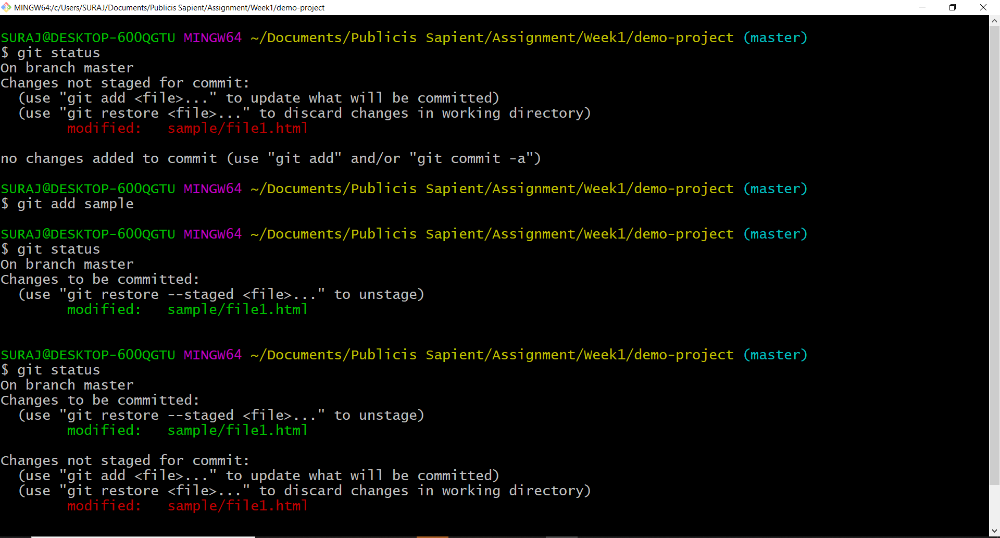 MINGW64:/c/Users/SURAJ/Documents/Publicis Sapient/Assignment/Week1/demo-project
SURAJ@DESKTOP-600QGTU MINGW64 ~/Documents/Publicis Sapient/Assignment/Week1/demo-project (master)
$ git status
On branch master
Changes not staged for commit:
  (use "git add <file>..." to update what will be committed)
  (use "git restore <file>..." to discard changes in working directory)
        modified:   sample/file1.html
no changes added to commit (use "git add" and/or "git commit -a")
SURAJ@DESKTOP-600QGTU MINGW64 ~/Documents/Publicis Sapient/Assignment/Week1/demo-project (master)
$ git add sample
SURAJ@DESKTOP-600QGTU MINGW64 ~/Documents/Publicis Sapient/Assignment/Week1/demo-project (master)
$ git status
On branch master
Changes to be committed:
  (use "git restore --staged <file>..." to unstage)
        modified:   sample/file1.html
SURAJ@DESKTOP-600QGTU MINGW64 ~/Documents/Publicis Sapient/Assignment/Week1/demo-project (master)
$ git status
On branch master
Changes to be committed:
  (use "git restore --staged <file>..." to unstage)
        modified:   sample/file1.html
Changes not staged for commit:
  (use "git add <file>..." to update what will be committed)
  (use "git restore <file>..." to discard changes in working directory)
        modified:   sample/file1.html